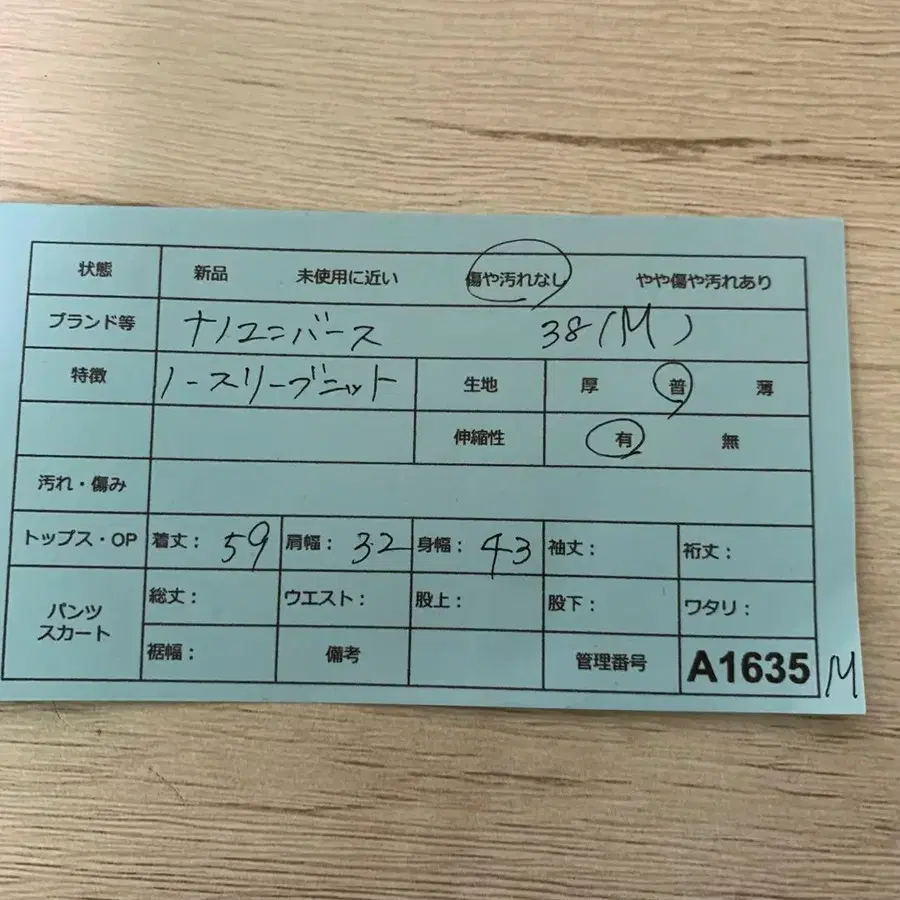 状態 新品 未使用に近い 傷や汚れなし やや傷や汚れあり
ブランド等 ナノユニバース 38(M)
特徴 ノースリーブニット 生地 厚 普 薄
伸縮性 有 無
汚れ・傷み
トップス・OP 着丈: 59 肩幅: 32 身幅: 43 袖丈: 裄丈:
パンツ スカート 総丈: ウエスト: 股上: 股下: ワタリ:
裾幅: 備考 管理番号 A1635 M